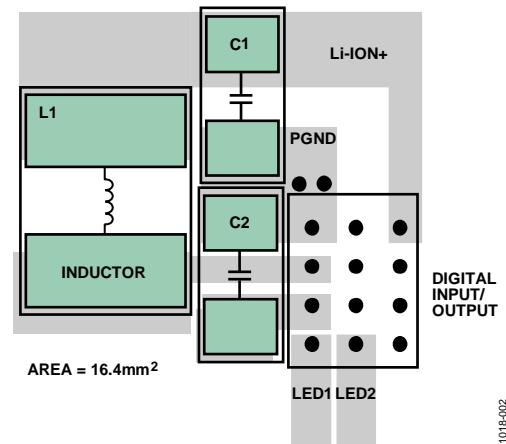 C1
Li-ION+
L1
PGND
C2
INDUCTOR
DIGITAL
INPUT/
OUTPUT
AREA = 16.4mm²
LED1 LED2
1018-002